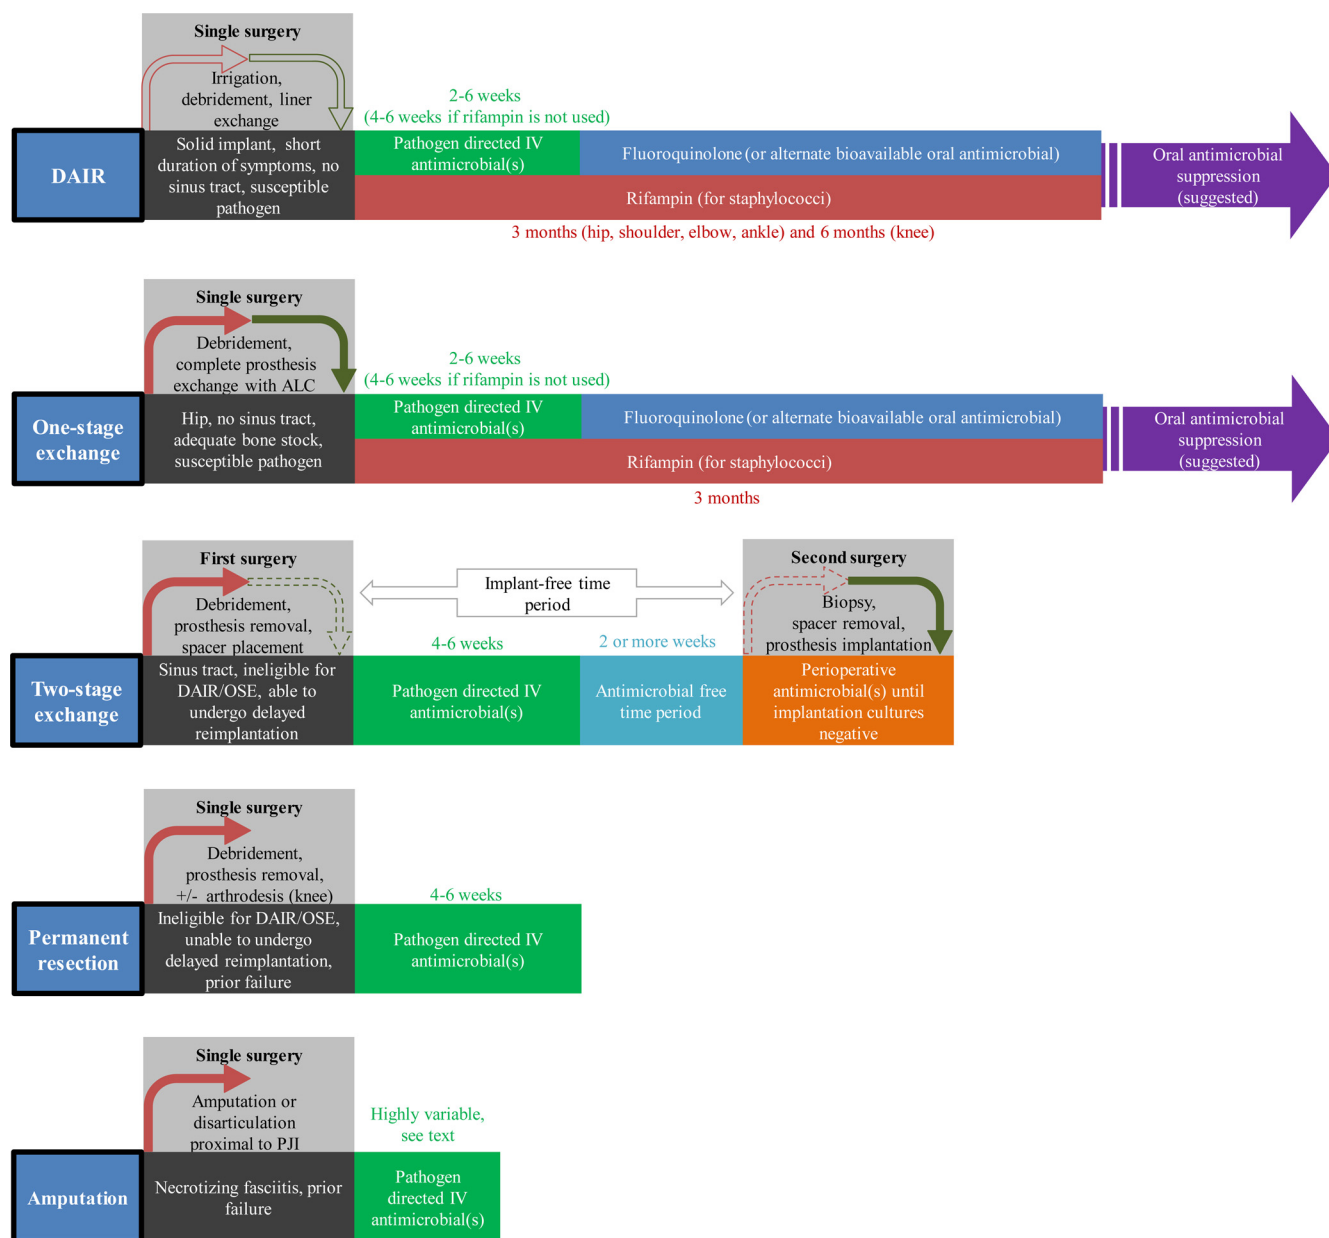 Single surgery
Irrigation,
debridement, liner
exchange
2-6 weeks
(4-6 weeks if rifampin is not used)
DAIR
Solid implant, short
duration of symptoms, no
sinus tract, susceptible
pathogen
Pathogen directed IV
antimicrobial(s)
Fluoroquinolone (or alternate bioavailable oral antimicrobial)
Rifampin (for staphylococci)
Oral antimicrobial
suppression
(suggested)
3 months (hip, shoulder, elbow, ankle) and 6 months (knee)
Single surgery
Debridement,
complete prosthesis
exchange with ALC
2-6 weeks
(4-6 weeks if rifampin is not used)
One-stage
exchange
Hip, no sinus tract,
adequate bone stock,
susceptible pathogen
Pathogen directed IV
antimicrobial(s)
Fluoroquinolone (or alternate bioavailable oral antimicrobial)
Rifampin (for staphylococci)
Oral antimicrobial
suppression
(suggested)
3 months
First surgery
Debridement,
prosthesis removal,
spacer placement
Implant-free time
period
Second surgery
Biopsy,
spacer removal,
prosthesis implantation
4-6 weeks
2 or more weeks
Two-stage
exchange
Sinus tract, ineligible for
DAIR/OSE, able to
undergo delayed
reimplantation
Pathogen directed IV
antimicrobial(s)
Antimicrobial free
time period
Perioperative
antimicrobial(s) until
implantation cultures
negative
Single surgery
Debridement,
prosthesis removal,
+/- arthrodesis (knee)
4-6 weeks
Permanent
resection
Ineligible for DAIR/OSE,
unable to undergo
delayed reimplantation,
prior failure
Pathogen directed IV
antimicrobial(s)
Single surgery
Amputation or
disarticulation
proximal to PJI
Highly variable,
see text
Amputation
Necrotizing fasciitis, prior
failure
Pathogen
directed IV
antimicrobial(s)